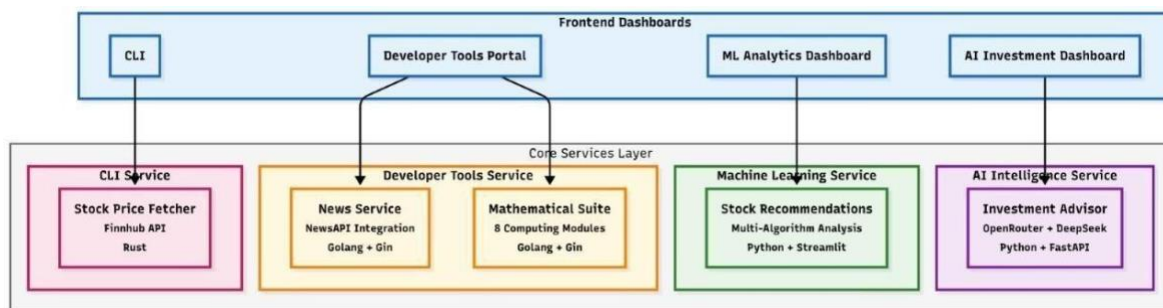 Frontend Dashboards
CLI
Developer Tools Portal
ML Analytics Dashboard
AI Investment Dashboard
Core Services Layer
CLI Service
Developer Tools Service
Machine Learning Service
AI Intelligence Service
Stock Price Fetcher
Finnhub API
Rust
News Service
NewsAPI Integration
Golang + Gin
Mathematical Suite
8 Computing Modules
Golang + Gin
Stock Recommendations
Multi-Algorithm Analysis
Python + Streamlit
Investment Advisor
OpenRouter + DeepSeek
Python + FastAPI